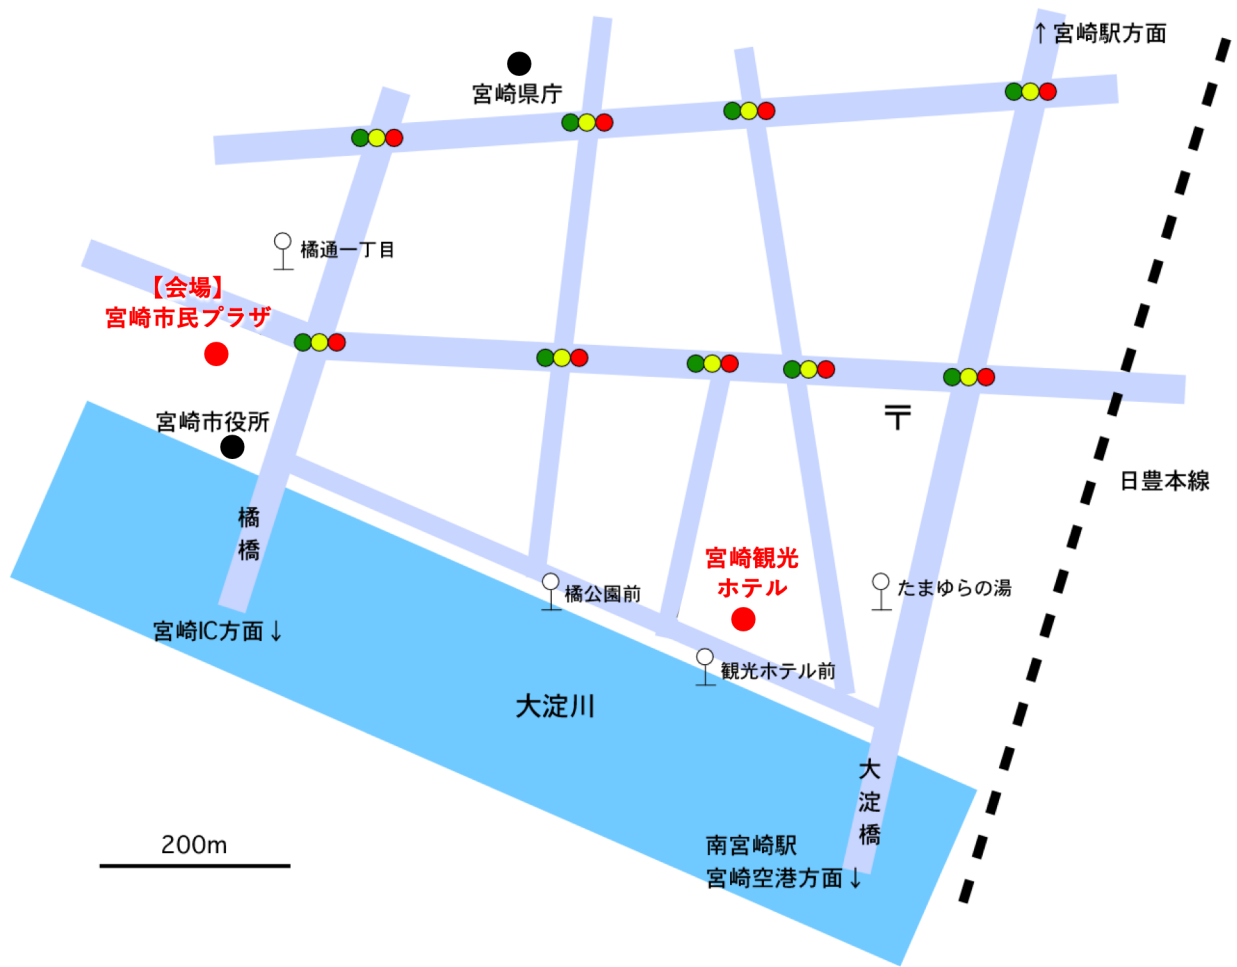 ↑宮崎駅方面
宮崎県庁
橘通一丁目
【会場】
宮崎市民プラザ
宮崎市役所
〒
日豊本線
橘橋
宮崎観光
ホテル
たまゆらの湯
橘公園前
宮崎IC方面↓
観光ホテル前
大淀川
大淀橋
200m
南宮崎駅
宮崎空港方面↓